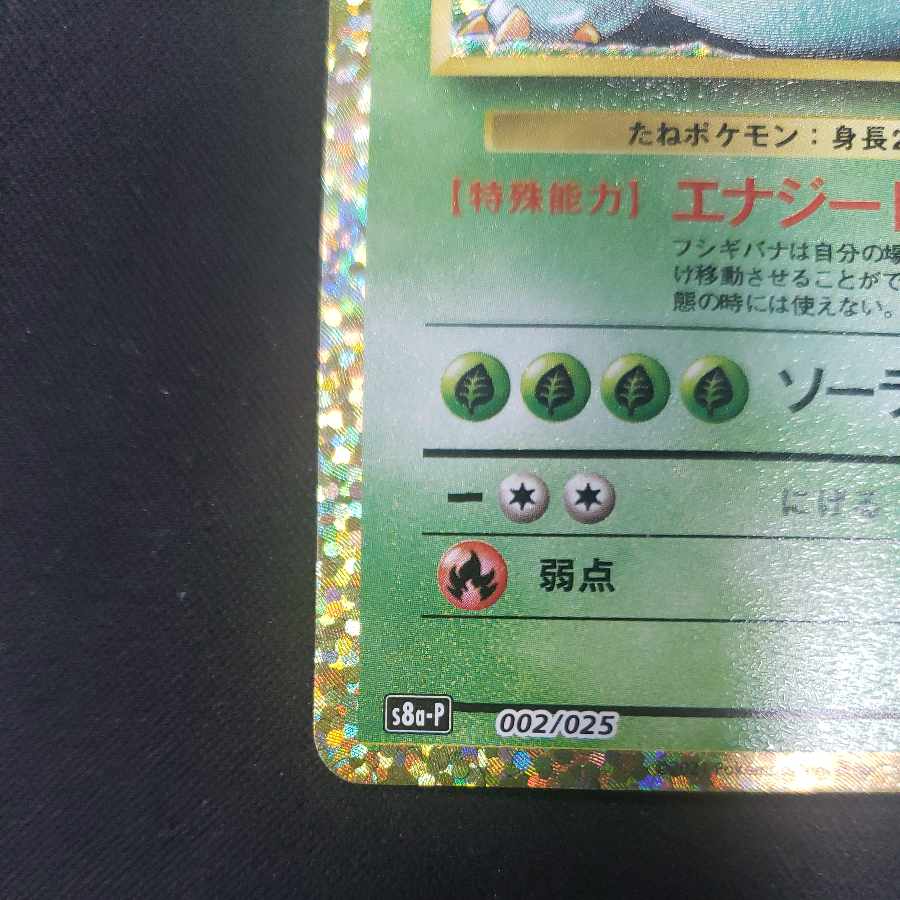 たねポケモン：身長2
【特殊能力】 エナジー
フシギバナは自分の場
け移動させることがで
態の時には使えない。
ソーラ
ー にげる
弱点
s8a-P 002/025